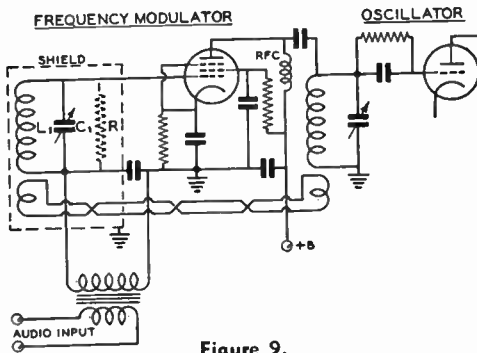 FREQUENCY MODULATOR
OSCILLATOR
SHIELD
RFC
L1 C1 R
+B
AUDIO INPUT
Figure 9.